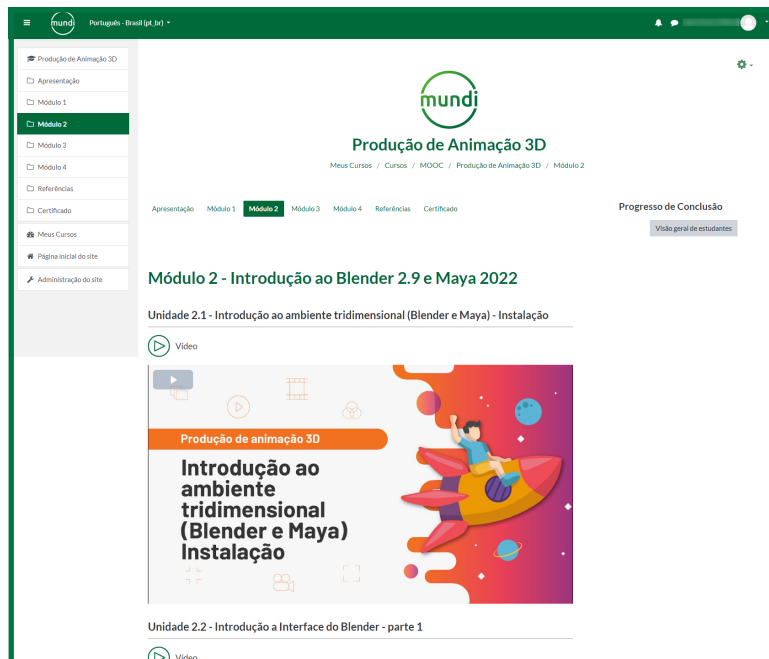 mundi
Português - Brasil (pt_br)
Produção de Animação 3D
Apresentação
Módulo 1
Módulo 2
Módulo 3
Módulo 4
Referências
Certificado
Meus Cursos
Página inicial do site
Administração do site
mundi
Produção de Animação 3D
Meus Cursos / Cursos / MOOC / Produção de Animação 3D / Módulo 2
Apresentação Módulo 1 Módulo 2 Módulo 3 Módulo 4 Referências Certificado
Progresso de Conclusão
Visão geral de estudantes
Módulo 2 - Introdução ao Blender 2.9 e Maya 2022
Unidade 2.1 - Introdução ao ambiente tridimensional (Blender e Maya) - Instalação
Vídeo
Produção de animação 3D
Introdução ao
ambiente
tridimensional
(Blender e Maya)
Instalação
Unidade 2.2 - Introdução a Interface do Blender - parte 1
Vídeo